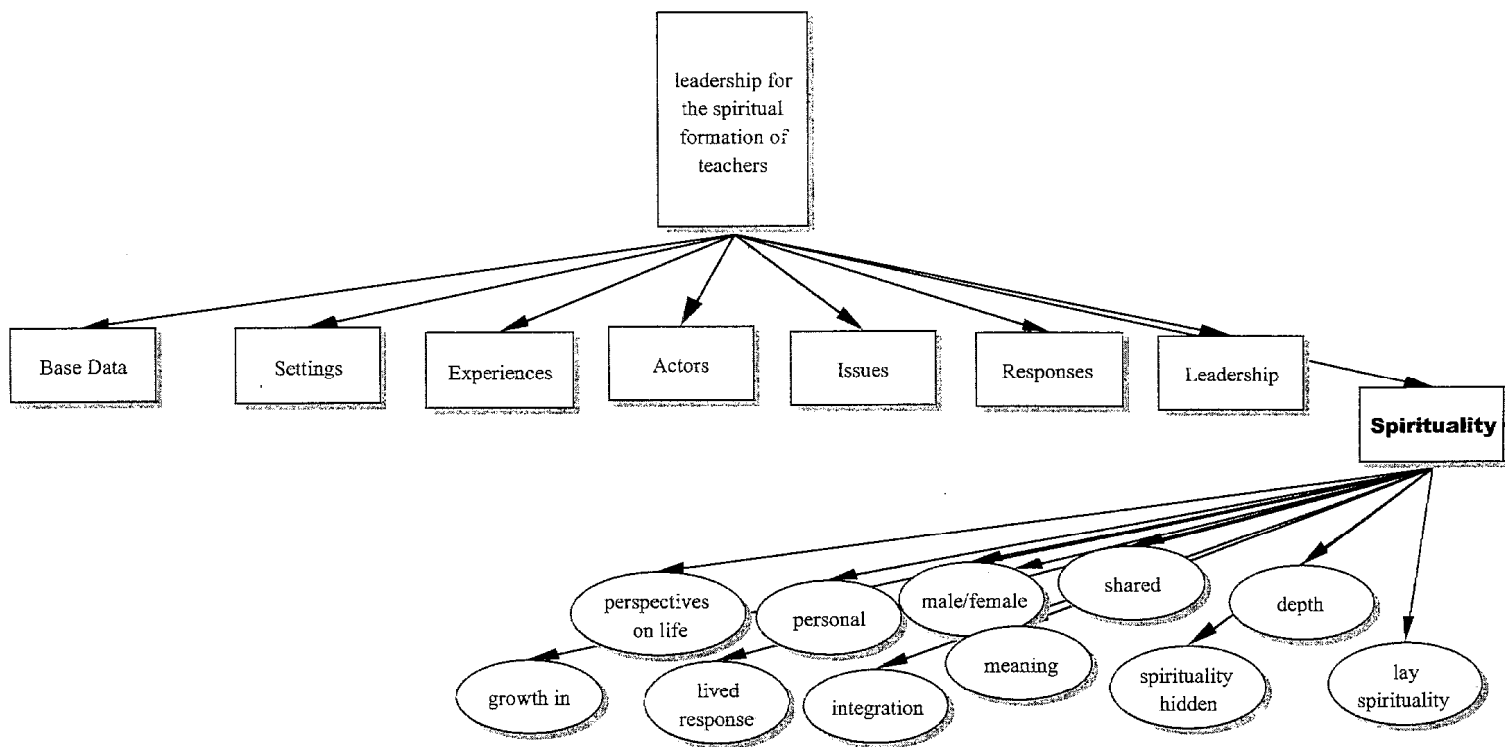 leadership for
the spiritual
formation of
teachers
Base Data
Settings
Experiences
Actors
Issues
Responses
Leadership
Spirituality
perspectives
on life
personal
male/female
shared
depth
growth in
lived
response
integration
meaning
spirituality
hidden
lay
spirituality